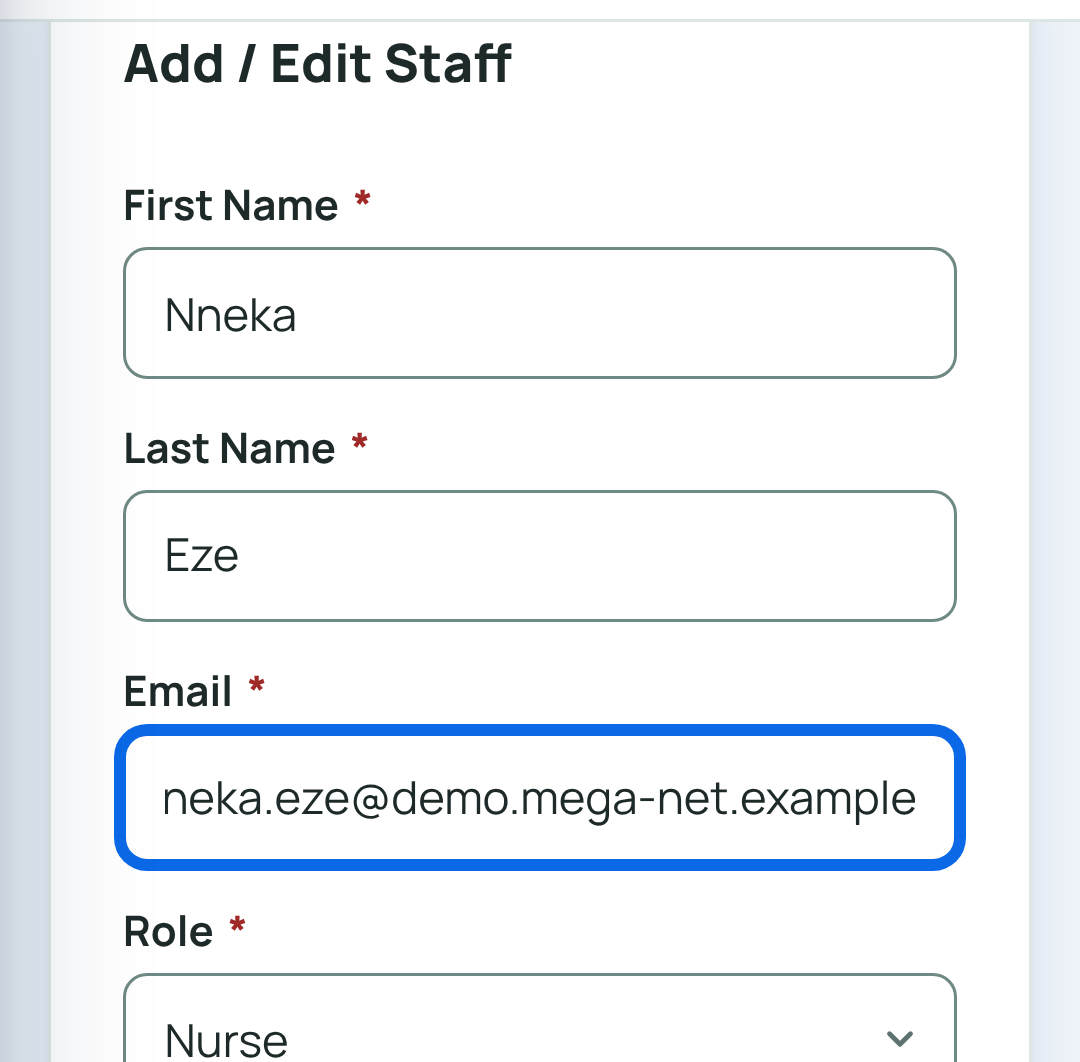 Add / Edit Staff
First Name *
Nneka
Last Name *
Eze
Email *
neka.eze@demo.mega-net.example
Role *
Nurse